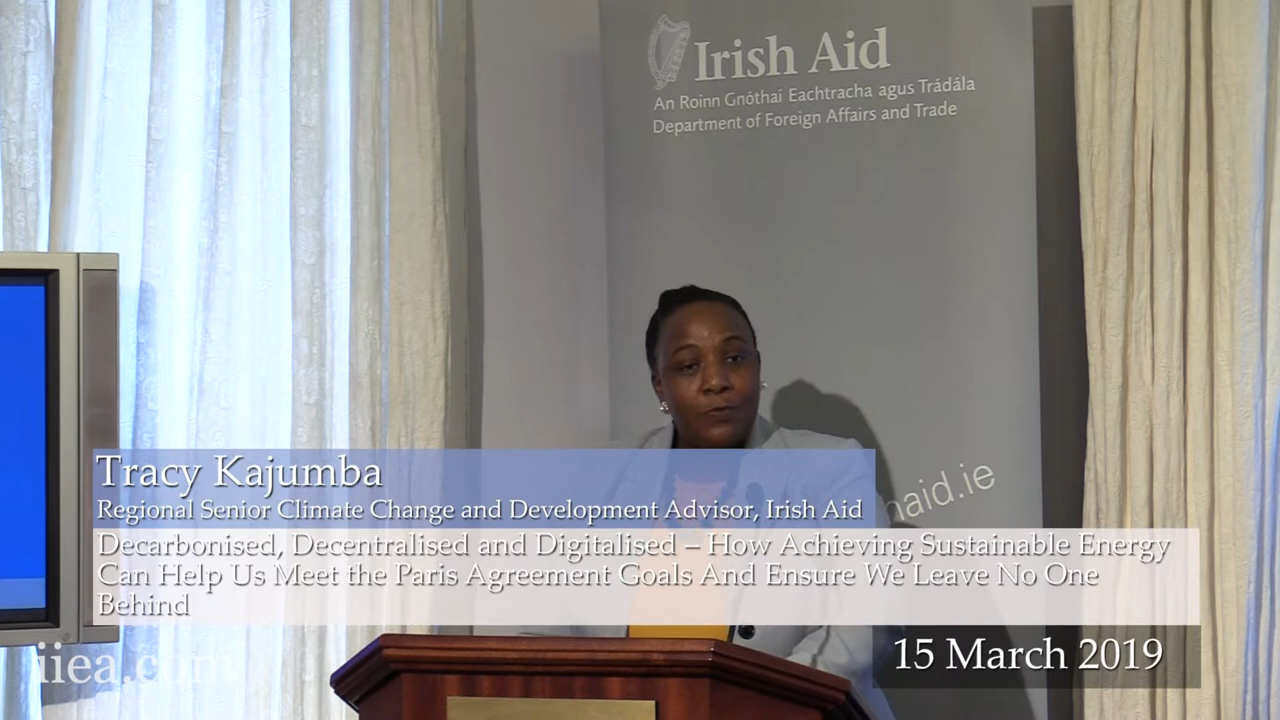 Irish Aid
An Roinn Gnóthaí Eachtracha agus Trádála
Department of Foreign Affairs and Trade
haid.ie
Tracy Kajumba
Regional Senior Climate Change and Development Advisor, Irish Aid
Decarbonised, Decentralised and Digitalised – How Achieving Sustainable Energy
Can Help Us Meet the Paris Agreement Goals And Ensure We Leave No One
Behind
15 March 2019
iiea.com